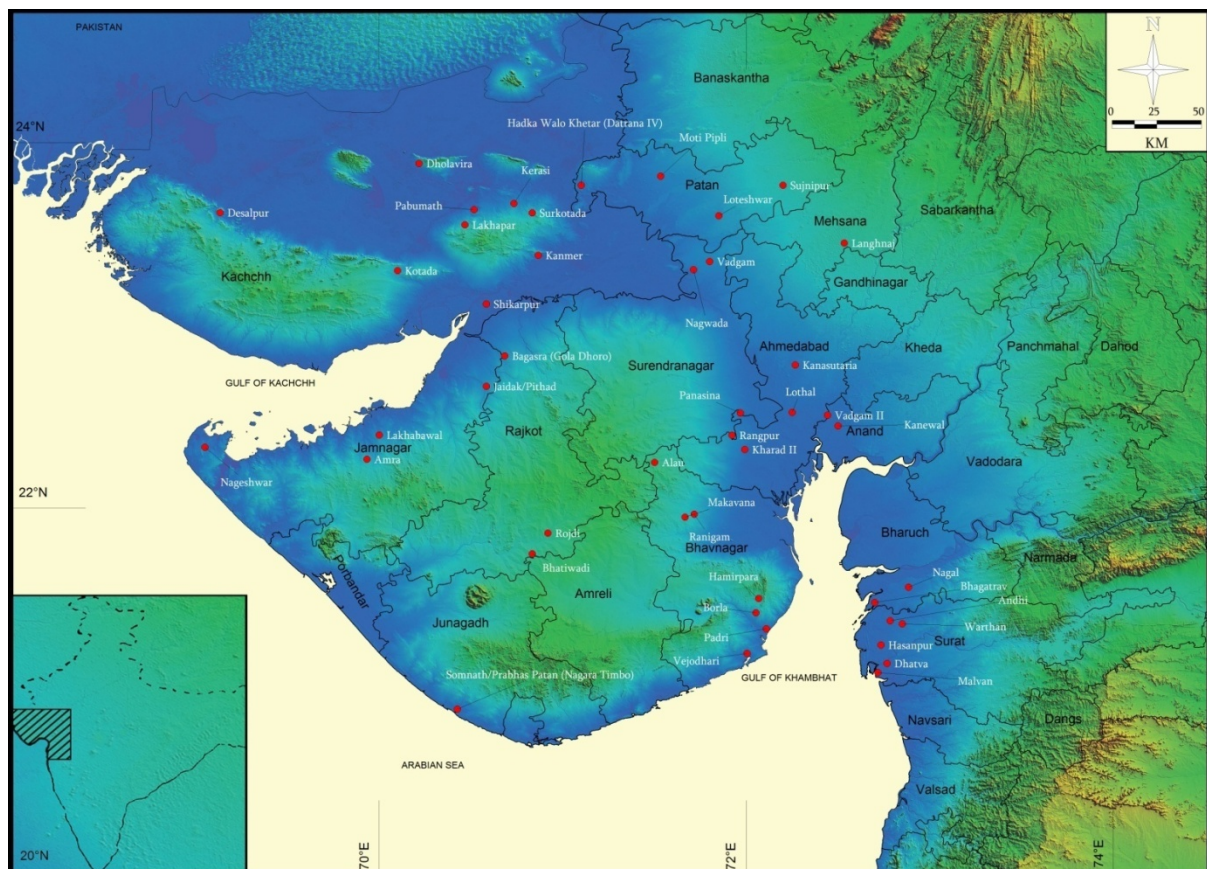 PAKISTAN
N
0 25 50
KM
Banaskantha
24°N
Hadka Walo Khetar (Datrana IV)
Moti Pipli
Dholavira
Kerasi
Patan
Sujnipur
Pabumath
Surkotada
Loteshwar
Sabarkantha
Desalpur
Lakhapar
Mehsana
Langhnaj
Kanmer
Vadgam
Kachchh
Kotada
Gandhinagar
Shikarpur
Nagwada
Ahmedabad
Kheda
Panchmahal
Dahod
Bagasra (Gola Dhoro)
Surendranagar
Kanasutaria
GULF OF KACHCHH
Jaidak/Pithad
Panasina
Lothal
Vadgam II
Kanewal
Rajkot
Anand
Lakhabawal
Rangpur
Jamnagar
Kharad II
Amra
Alau
Vadodara
Nageshwar
22°N
Makavana
Ranigam
Rojdi
Bharuch
Bhavnagar
Bhatiwadi
Narmada
Porbandar
Hamirpara
Nagal
Bhagatrav
Amreli
Andhi
Borla
Junagadh
Warthan
Padri
Surat
Hasanpur
Vejodhari
Dhatva
Somnath/Prabhas Patan (Nagara Timbo)
GULF OF KHAMBHAT
Malvan
Navsari
Dangs
ARABIAN SEA
Valsad
20°N
70°E
72°E
74°E